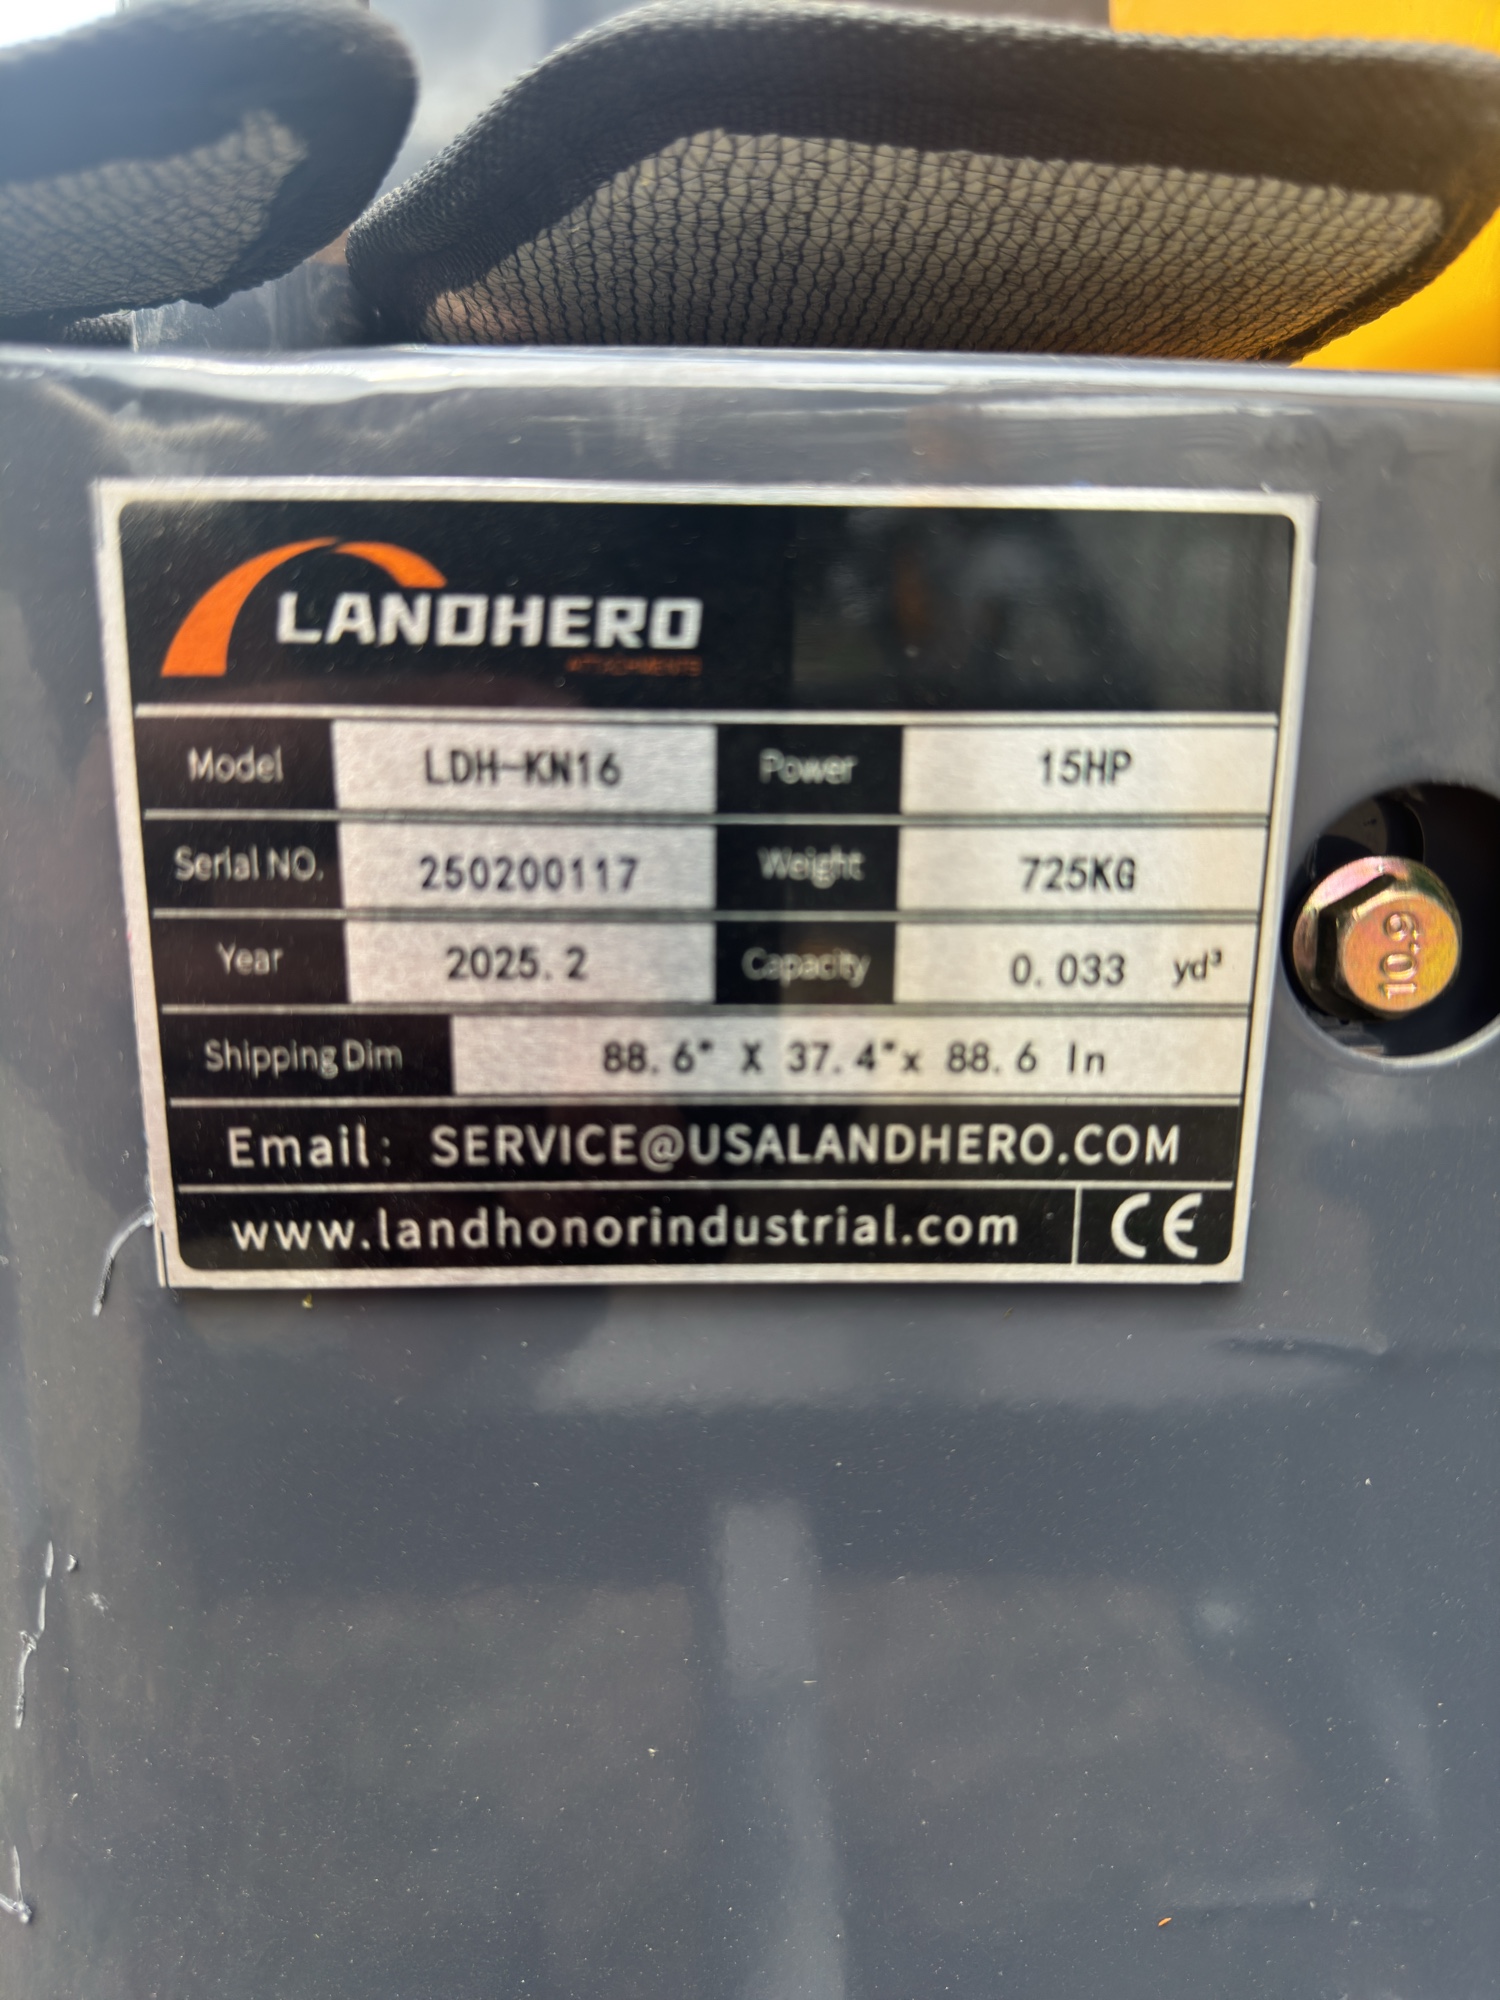 LANDHERO
ATTACHMENTS
Model LDH-KN16 Power 15HP
Serial NO. 250200117 Weight 725KG
Year 2025.2 Capacity 0.033 yd³
Shipping Dim 88.6" X 37.4"x 88.6 In
Email: SERVICE@USALANDHERO.COM
www.landhonorindustrial.com CE
10.9